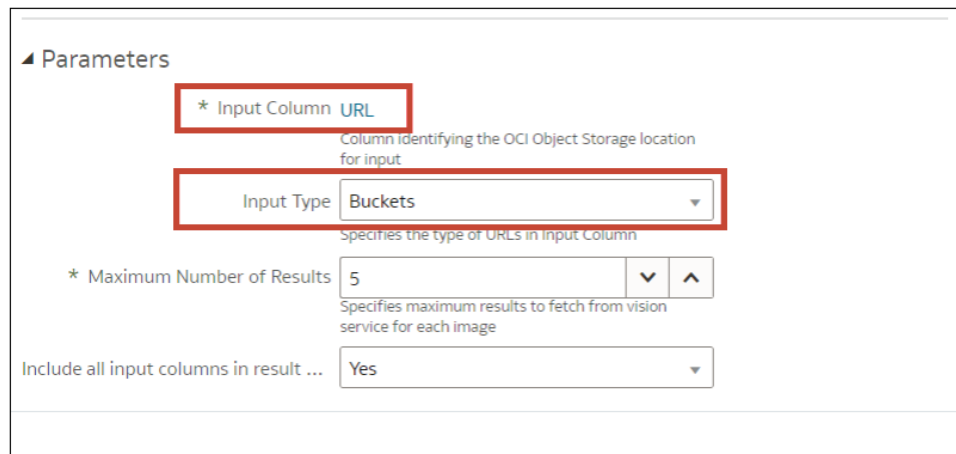 Parameters
* Input Column URL
Column identifying the OCI Object Storage location
for input
Input Type Buckets
Specifies the type of URLs in Input Column
* Maximum Number of Results 5
Specifies maximum results to fetch from vision
service for each image
Include all input columns in result ... Yes